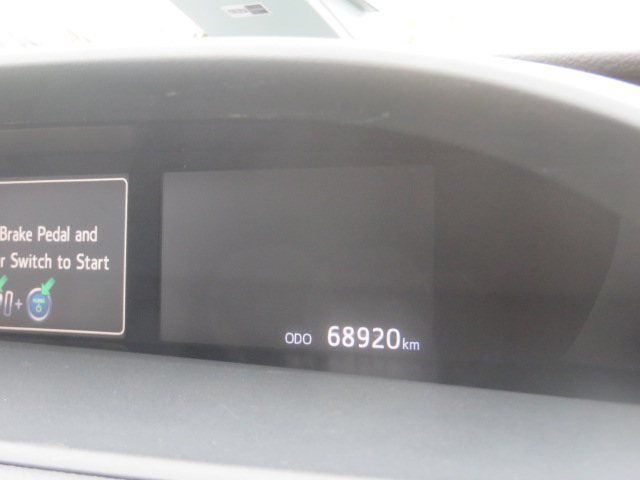 Brake Pedal and
r Switch to Start
+
ODO 68920km